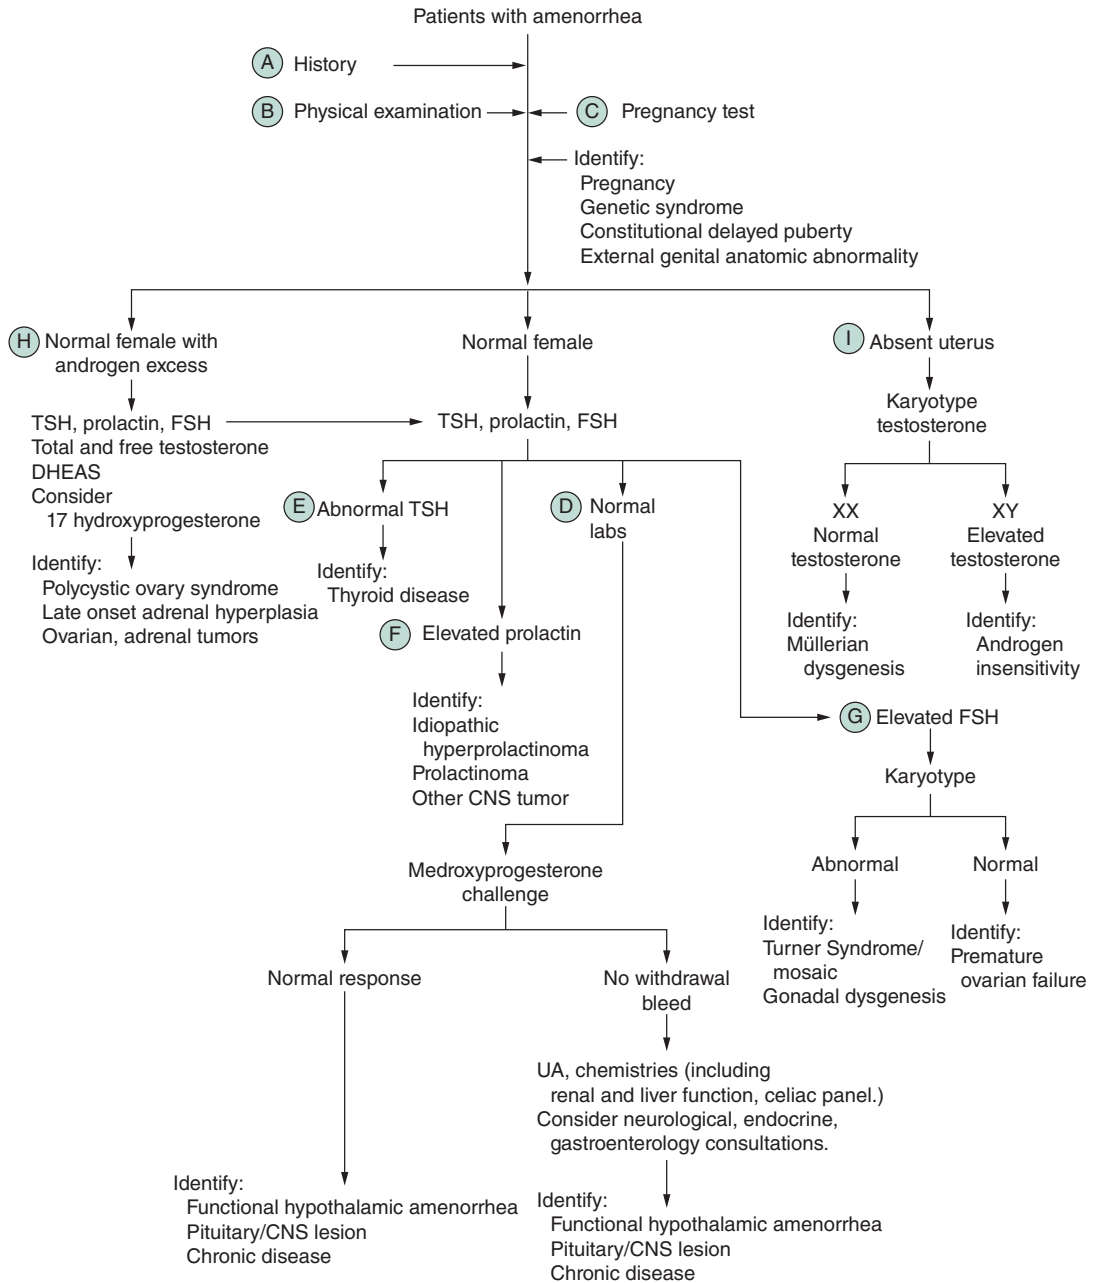 Patients with amenorrhea
A History
B Physical examination
C Pregnancy test
Identify:
Pregnancy
Genetic syndrome
Constitutional delayed puberty
External genital anatomic abnormality
H Normal female with
androgen excess
TSH, prolactin, FSH
Total and free testosterone
DHEAS
Consider
17 hydroxyprogesterone
Identify:
Polycystic ovary syndrome
Late onset adrenal hyperplasia
Ovarian, adrenal tumors
Normal female
TSH, prolactin, FSH
E Abnormal TSH
Identify:
Thyroid disease
F Elevated prolactin
Identify:
Idiopathic
hyperprolactinoma
Prolactinoma
Other CNS tumor
D Normal
labs
Medroxyprogesterone
challenge
Normal response
Identify:
Functional hypothalamic amenorrhea
Pituitary/CNS lesion
Chronic disease
No withdrawal
bleed
UA, chemistries (including
renal and liver function, celiac panel.)
Consider neurological, endocrine,
gastroenterology consultations.
Identify:
Functional hypothalamic amenorrhea
Pituitary/CNS lesion
Chronic disease
I Absent uterus
Karyotype
testosterone
XX
Normal
testosterone
Identify:
Müllerian
dysgenesis
XY
Elevated
testosterone
Identify:
Androgen
insensitivity
G Elevated FSH
Karyotype
Abnormal
Identify:
Turner Syndrome/
mosaic
Gonadal dysgenesis
Normal
Identify:
Premature
ovarian failure